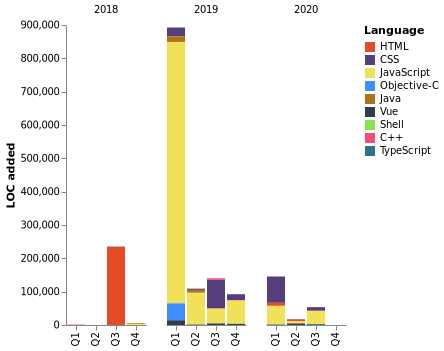 2018 2019 2020
Language
HTML
CSS
JavaScript
Objective-C
Java
Vue
Shell
C++
TypeScript
LOC added
900,000
800,000
700,000
600,000
500,000
400,000
300,000
200,000
100,000
0
Q1 Q2 Q3 Q4 Q1 Q2 Q3 Q4 Q1 Q2 Q3 Q4